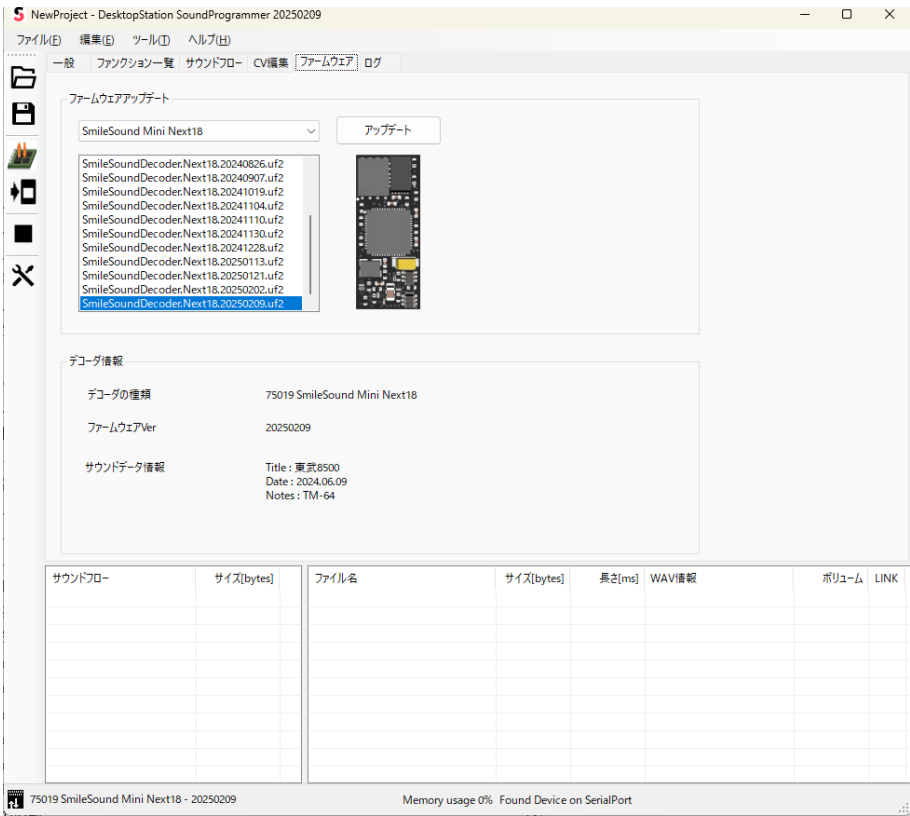 NewProject - DesktopStation SoundProgrammer 20250209
ファイル(F) 編集(E) ツール(T) ヘルプ(H)
一般 ファンクション一覧 サウンドフロー CV編集 ファームウェア ログ
ファームウェアアップデート
SmileSound Mini Next18 アップデート
SmileSoundDecoder.Next18.20240826.uf2
SmileSoundDecoder.Next18.20240907.uf2
SmileSoundDecoder.Next18.20241019.uf2
SmileSoundDecoder.Next18.20241104.uf2
SmileSoundDecoder.Next18.20241110.uf2
SmileSoundDecoder.Next18.20241130.uf2
SmileSoundDecoder.Next18.20241228.uf2
SmileSoundDecoder.Next18.20250113.uf2
SmileSoundDecoder.Next18.20250121.uf2
SmileSoundDecoder.Next18.20250202.uf2
SmileSoundDecoder.Next18.20250209.uf2
デコーダ情報
デコーダの種類 75019 SmileSound Mini Next18
ファームウェアVer 20250209
サウンドデータ情報 Title : 東武8500
Date : 2024.06.09
Notes : TM-64
サウンドフロー サイズ[bytes] ファイル名 サイズ[bytes] 長さ[ms] WAV情報 ボリューム LINK
75019 SmileSound Mini Next18 - 20250209 Memory usage 0% Found Device on SerialPort